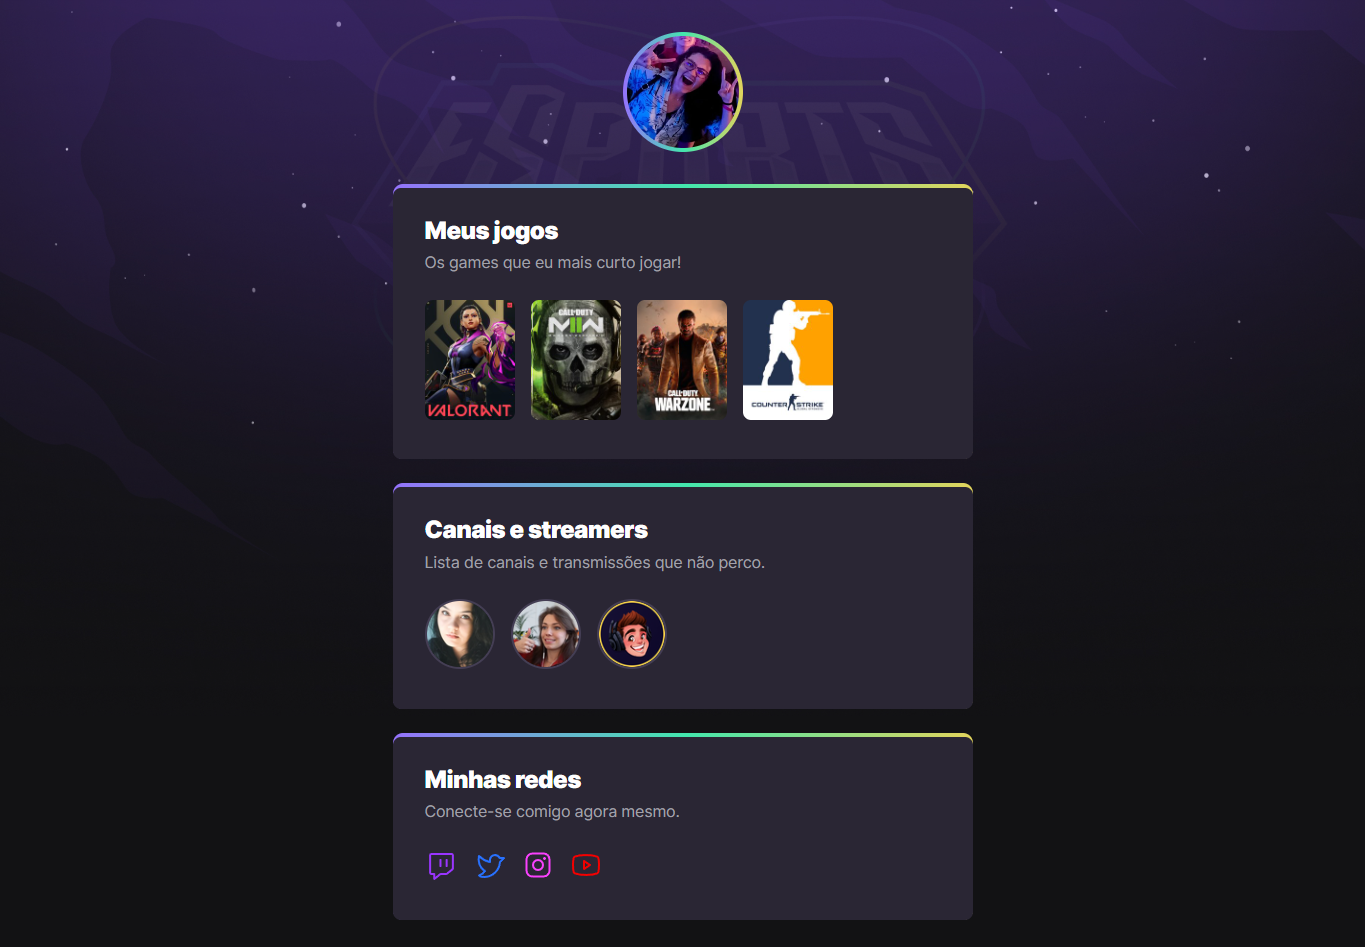 ESPORTS
Meus jogos
Os games que eu mais curto jogar!
VALORANT
CALL OF DUTY
MW
CALL OF DUTY
WARZONE
COUNTER STRIKE
Canais e streamers
Lista de canais e transmissões que não perco.
Minhas redes
Conecte-se comigo agora mesmo.